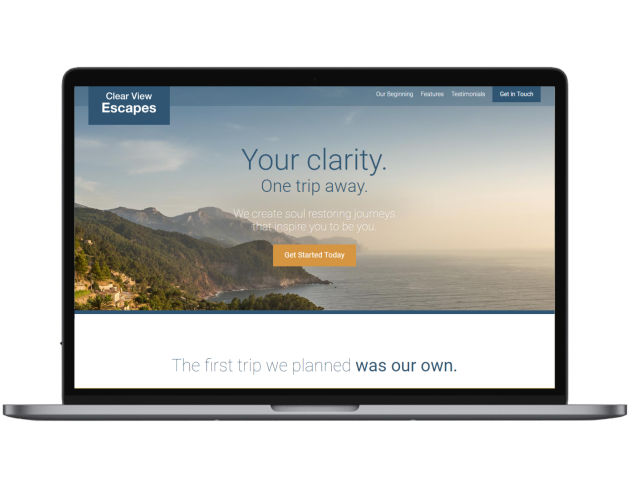 Clear View
Escapes
Our Beginning
Features
Testimonials
Get in Touch
Your clarity.
One trip away.
We create soul restoring journeys
that inspire you to be you.
Get Started Today
The first trip we planned was our own.